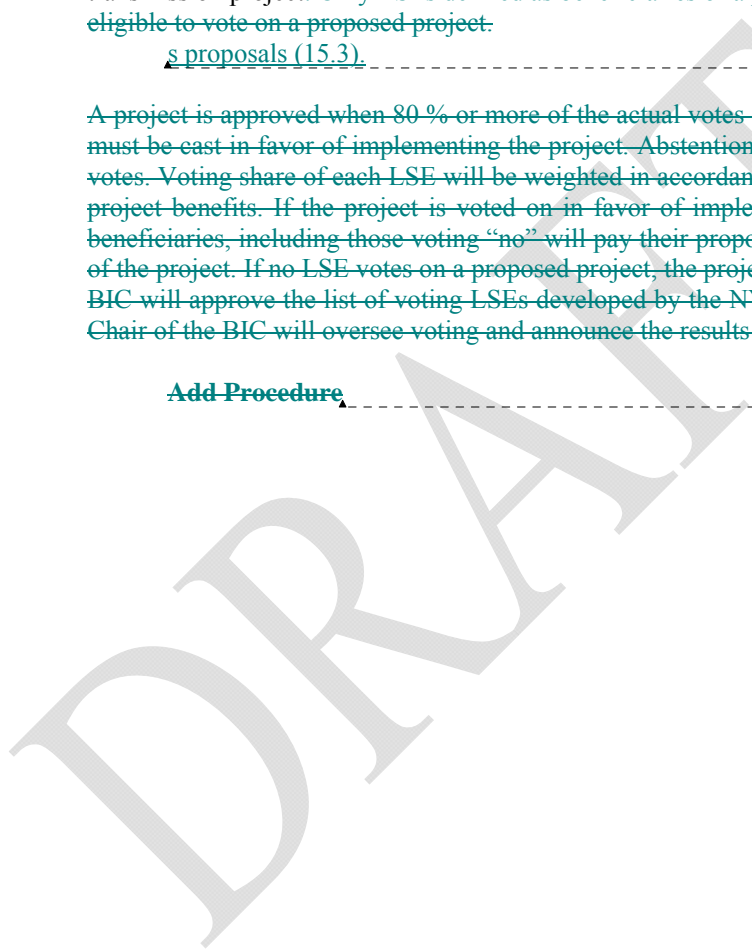 eligible to vote on a proposed project.
s proposals (15.3).
A project is approved when 80 % or more of the actual votes
must be cast in favor of implementing the project. Abstention
votes. Voting share of each LSE will be weighted in accordan
project benefits. If the project is voted on in favor of imple
beneficiaries, including those voting “no” will pay their propo
of the project. If no LSE votes on a proposed project, the proje
BIC will approve the list of voting LSEs developed by the NY
Chair of the BIC will oversee voting and announce the results
Add Procedure
DRAFT